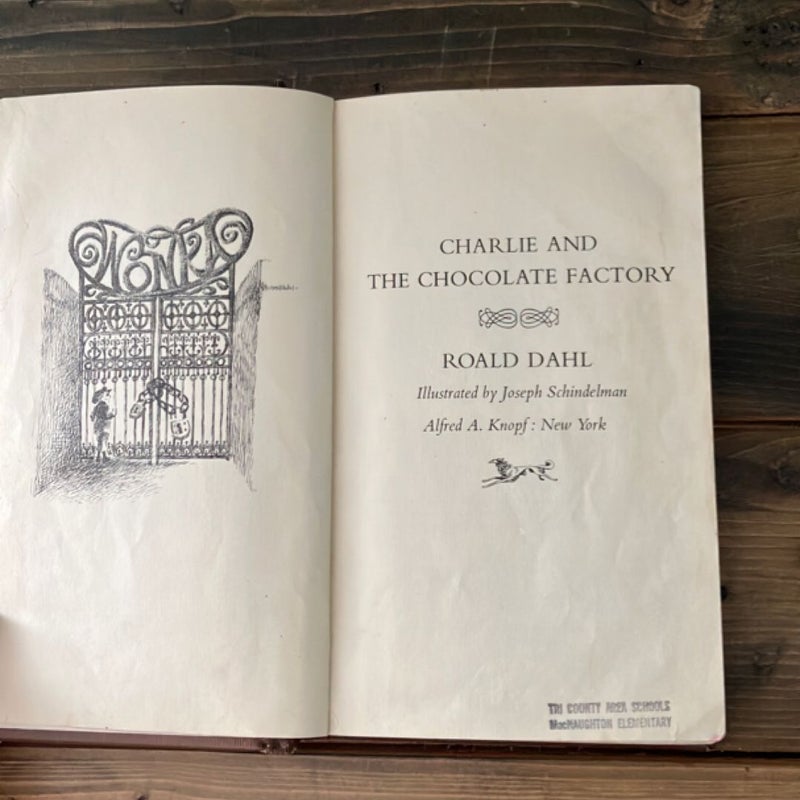 WONKA
CHARLIE AND
THE CHOCOLATE FACTORY
ROALD DAHL
Illustrated by Joseph Schindelman
Alfred A. Knopf : New York
TRI COUNTY AREA SCHOOLS
MacNAUGHTON ELEMENTARY